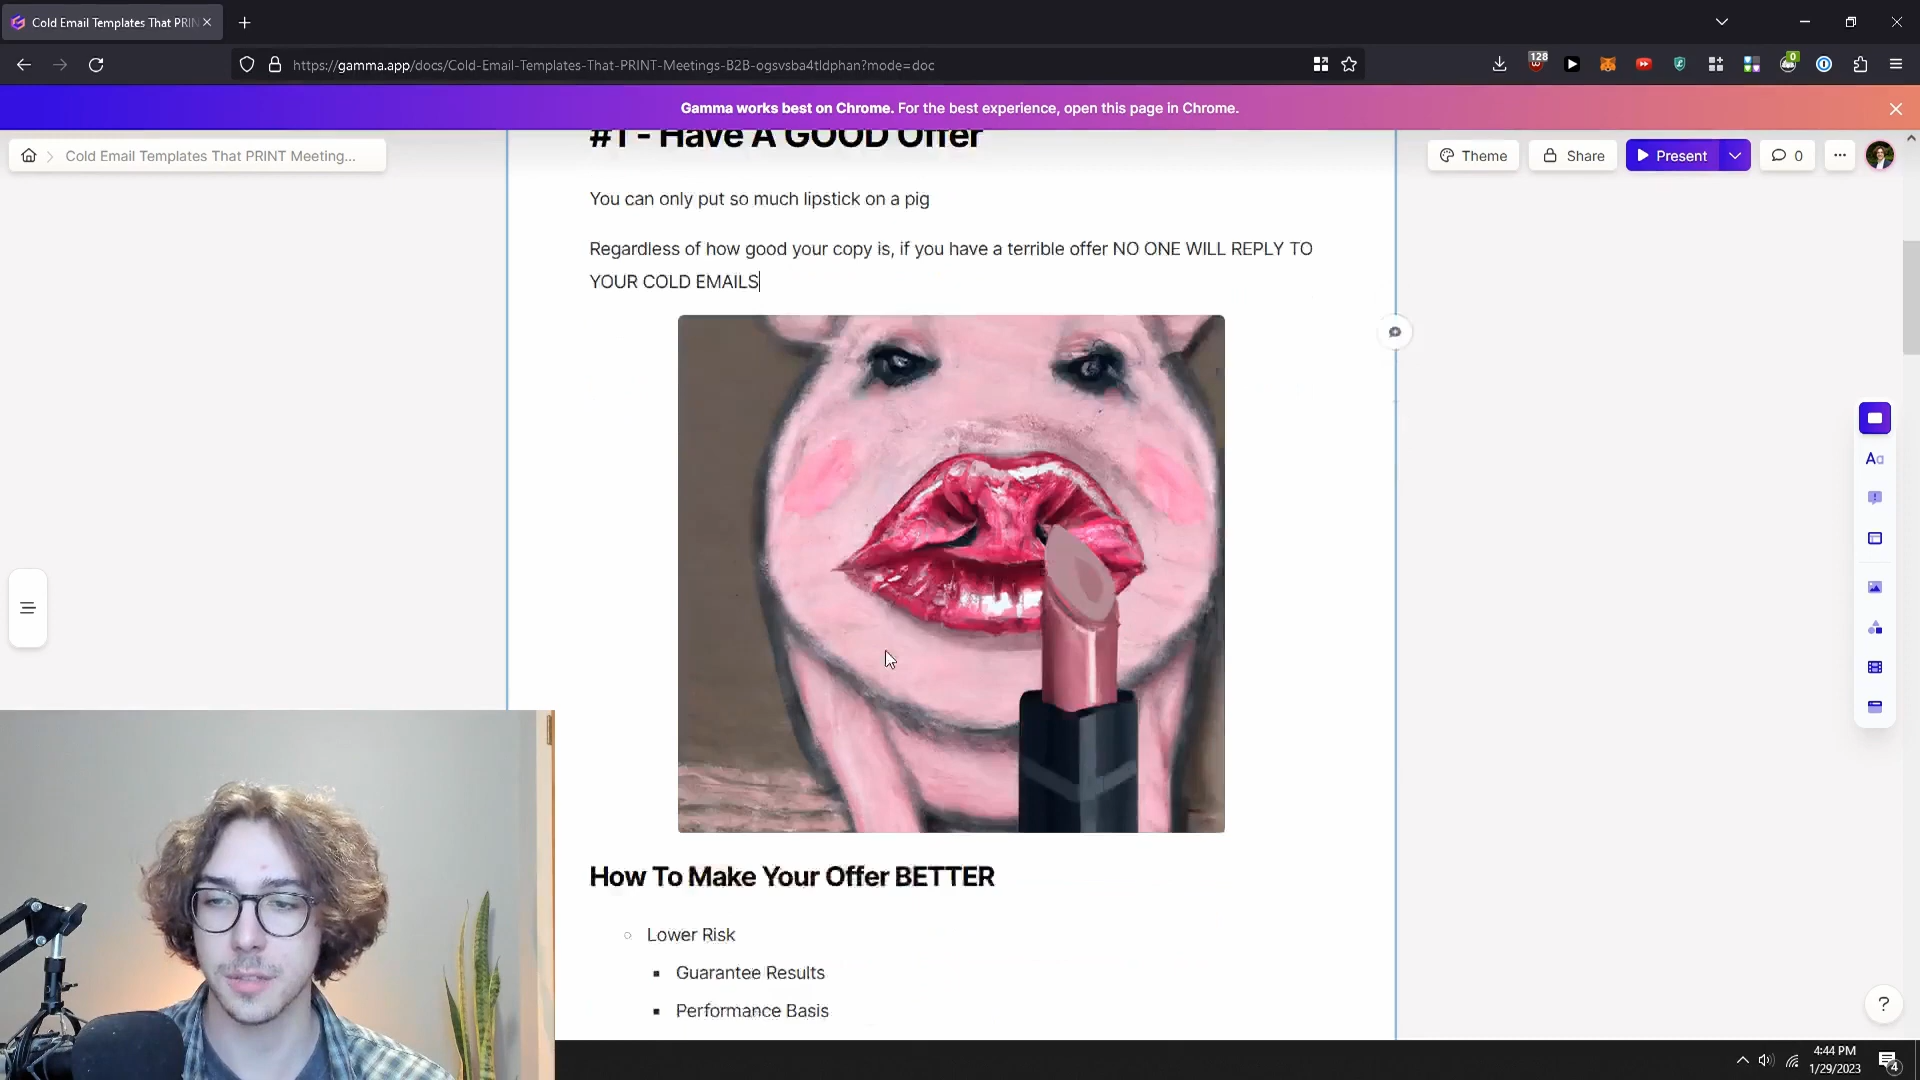 Cold Email Templates That PRIN
https://gamma.app/docs/Cold-Email-Templates-That-PRINT-Meetings-B2B-ogsvsba4tldphan?mode=doc
128
0
Gamma works best on Chrome. For the best experience, open this page in Chrome.
Cold Email Templates That PRINT Meeting...
Theme
Share
Present
0
#1 - Have A GOOD Offer
You can only put so much lipstick on a pig
Regardless of how good your copy is, if you have a terrible offer NO ONE WILL REPLY TO
YOUR COLD EMAILS
Aa
How To Make Your Offer BETTER
Lower Risk
Guarantee Results
Performance Basis
?
4:44 PM
1/29/2023
4